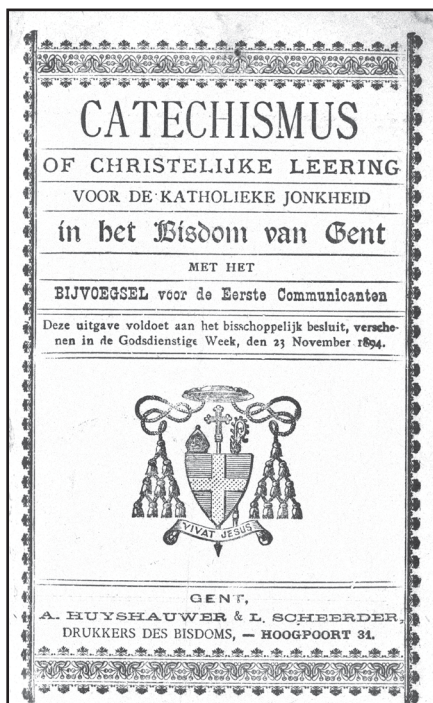 CATECHISMUS
OF CHRISTELIJKE LEERING
VOOR DE KATHOLIEKE JONKHEID
in het Bisdom van Gent
MET HET
BIJVOEGSEL voor de Eerste Communicanten
Deze uitgave voldoet aan het bisschoppelijk besluit, versche-
nen in de Godsdienstige Week, den 23 November 1894.
VIVAT JESUS
GENT,
A. HUYSHAUWER & L. SCHEERDER,
DRUKKERS DES BISDOMS, — HOOGPOORT 31.